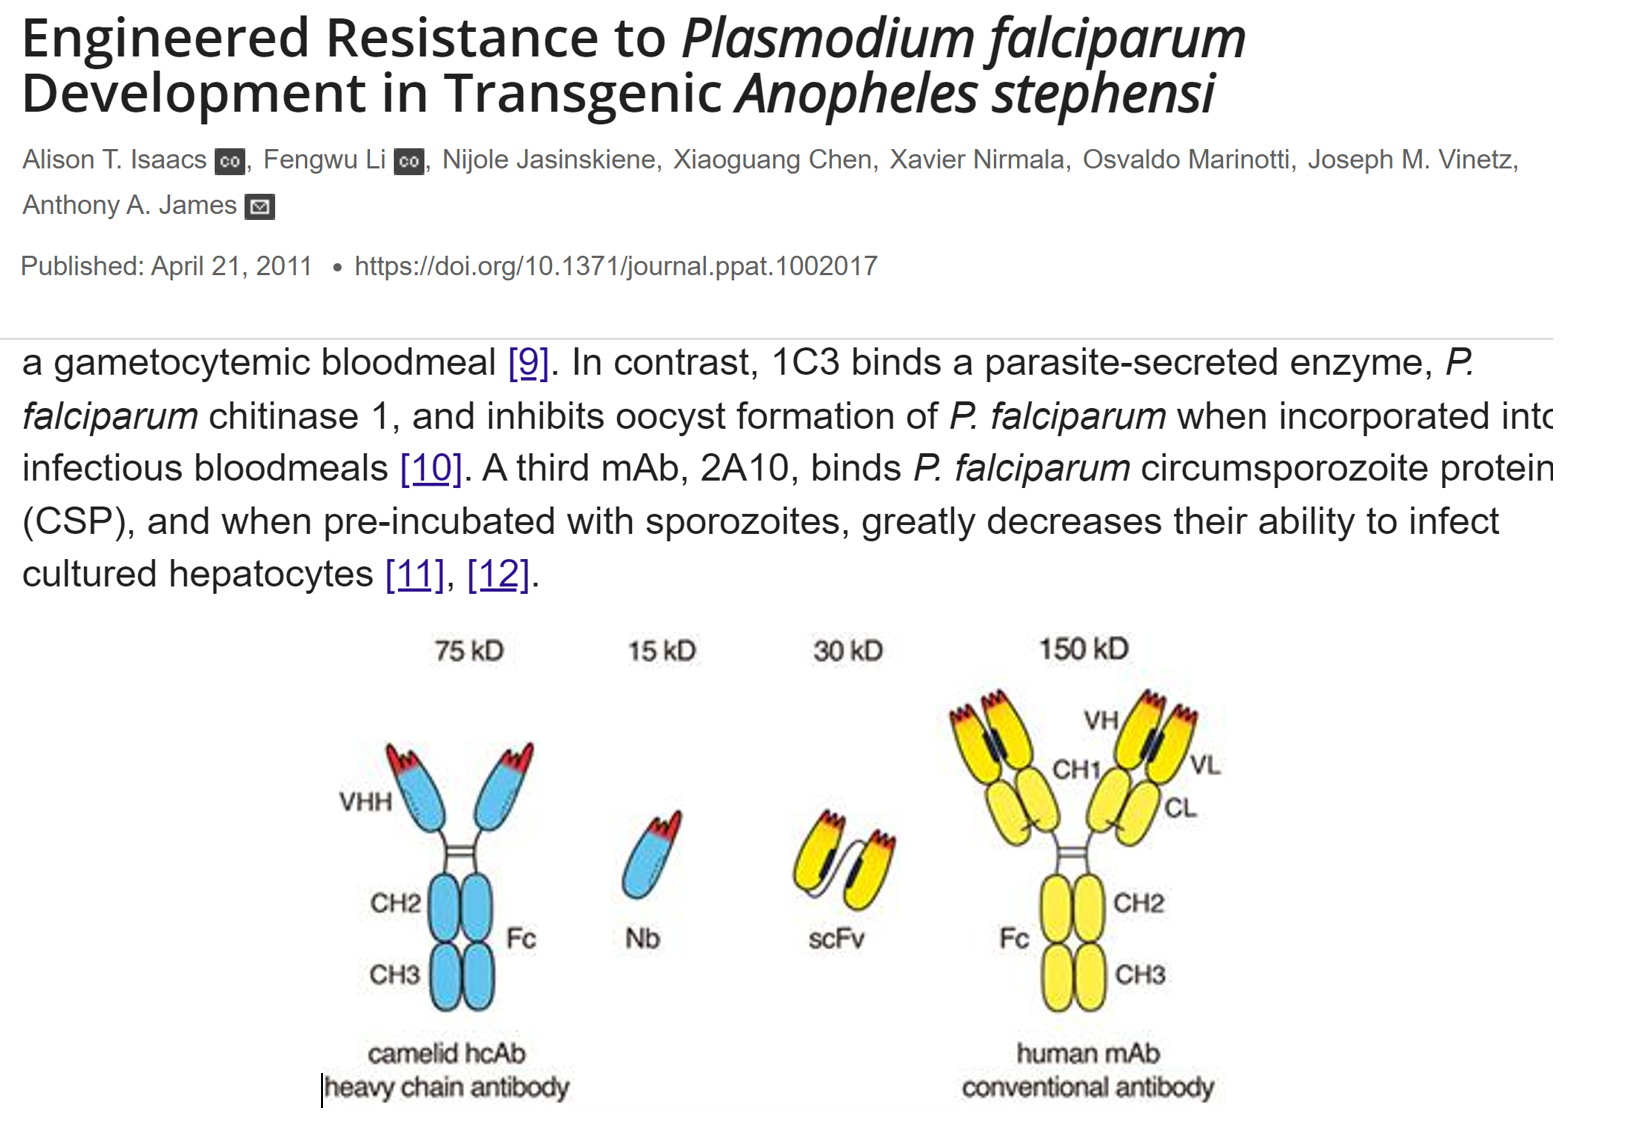 Engineered Resistance to Plasmodium falciparum
Development in Transgenic Anopheles stephensi
Alison T. Isaacs co, Fengwu Li co, Nijole Jasinskiene, Xiaoguang Chen, Xavier Nirmala, Osvaldo Marinotti, Joseph M. Vinetz,
Anthony A. James
Published: April 21, 2011 • https://doi.org/10.1371/journal.ppat.1002017
a gametocytemic bloodmeal [9]. In contrast, 1C3 binds a parasite-secreted enzyme, P.
falciparum chitinase 1, and inhibits oocyst formation of P. falciparum when incorporated into
infectious bloodmeals [10]. A third mAb, 2A10, binds P. falciparum circumsporozoite protein
(CSP), and when pre-incubated with sporozoites, greatly decreases their ability to infect
cultured hepatocytes [11], [12].
75 kD 15 kD 30 kD 150 kD
VH
CH1 VL
VHH CL
CH2 CH2
Fc Nb scFv Fc
CH3 CH3
camelid hcAb human mAb
heavy chain antibody conventional antibody